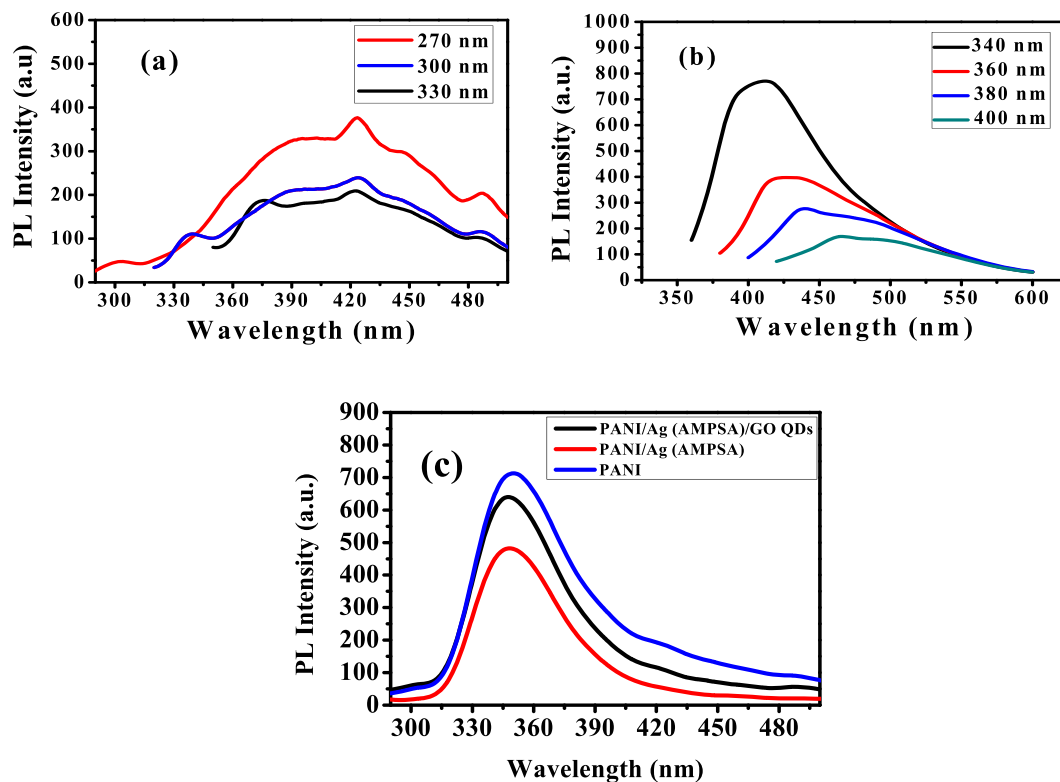 (a)
270 nm
300 nm
330 nm
600
500
400
300
200
100
0
300 330 360 390 420 450 480
PL Intensity (a.u)
Wavelength (nm)
(b)
340 nm
360 nm
380 nm
400 nm
1000
900
800
700
600
500
400
300
200
100
0
350 400 450 500 550 600
PL Intensity (a.u.)
Wavelength (nm)
(c)
PANI/Ag (AMPSA)/GO QDs
PANI/Ag (AMPSA)
PANI
900
800
700
600
500
400
300
200
100
0
300 330 360 390 420 450 480
PL Intensity (a.u.)
Wavelength (nm)